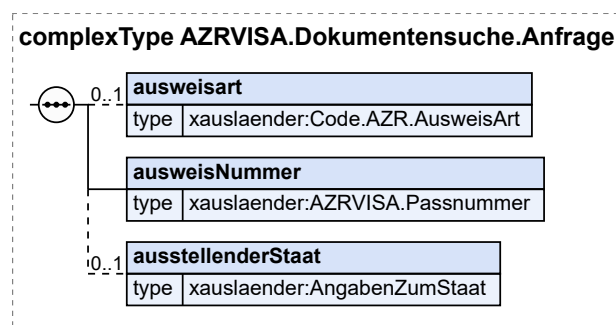 complexType AZRVISA.Dokumentensuche.Anfrage
0..1
ausweisart
type xauslaender:Code.AZR.AusweisArt
ausweisNummer
type xauslaender:AZRVISA.Passnummer
0..1
ausstellenderStaat
type xauslaender:AngabenZumStaat